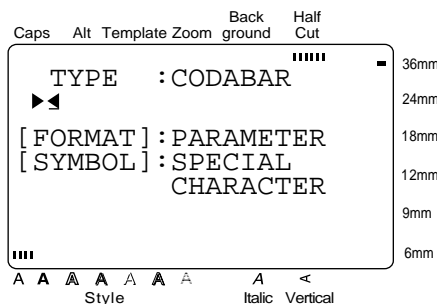 Caps Alt Template Zoom Back ground Half Cut
TYPE :CODABAR
36mm
24mm
[FORMAT]:PARAMETER
18mm
[SYMBOL]:SPECIAL
CHARACTER
12mm
9mm
6mm
A A A A A A A A A
Style Italic Vertical